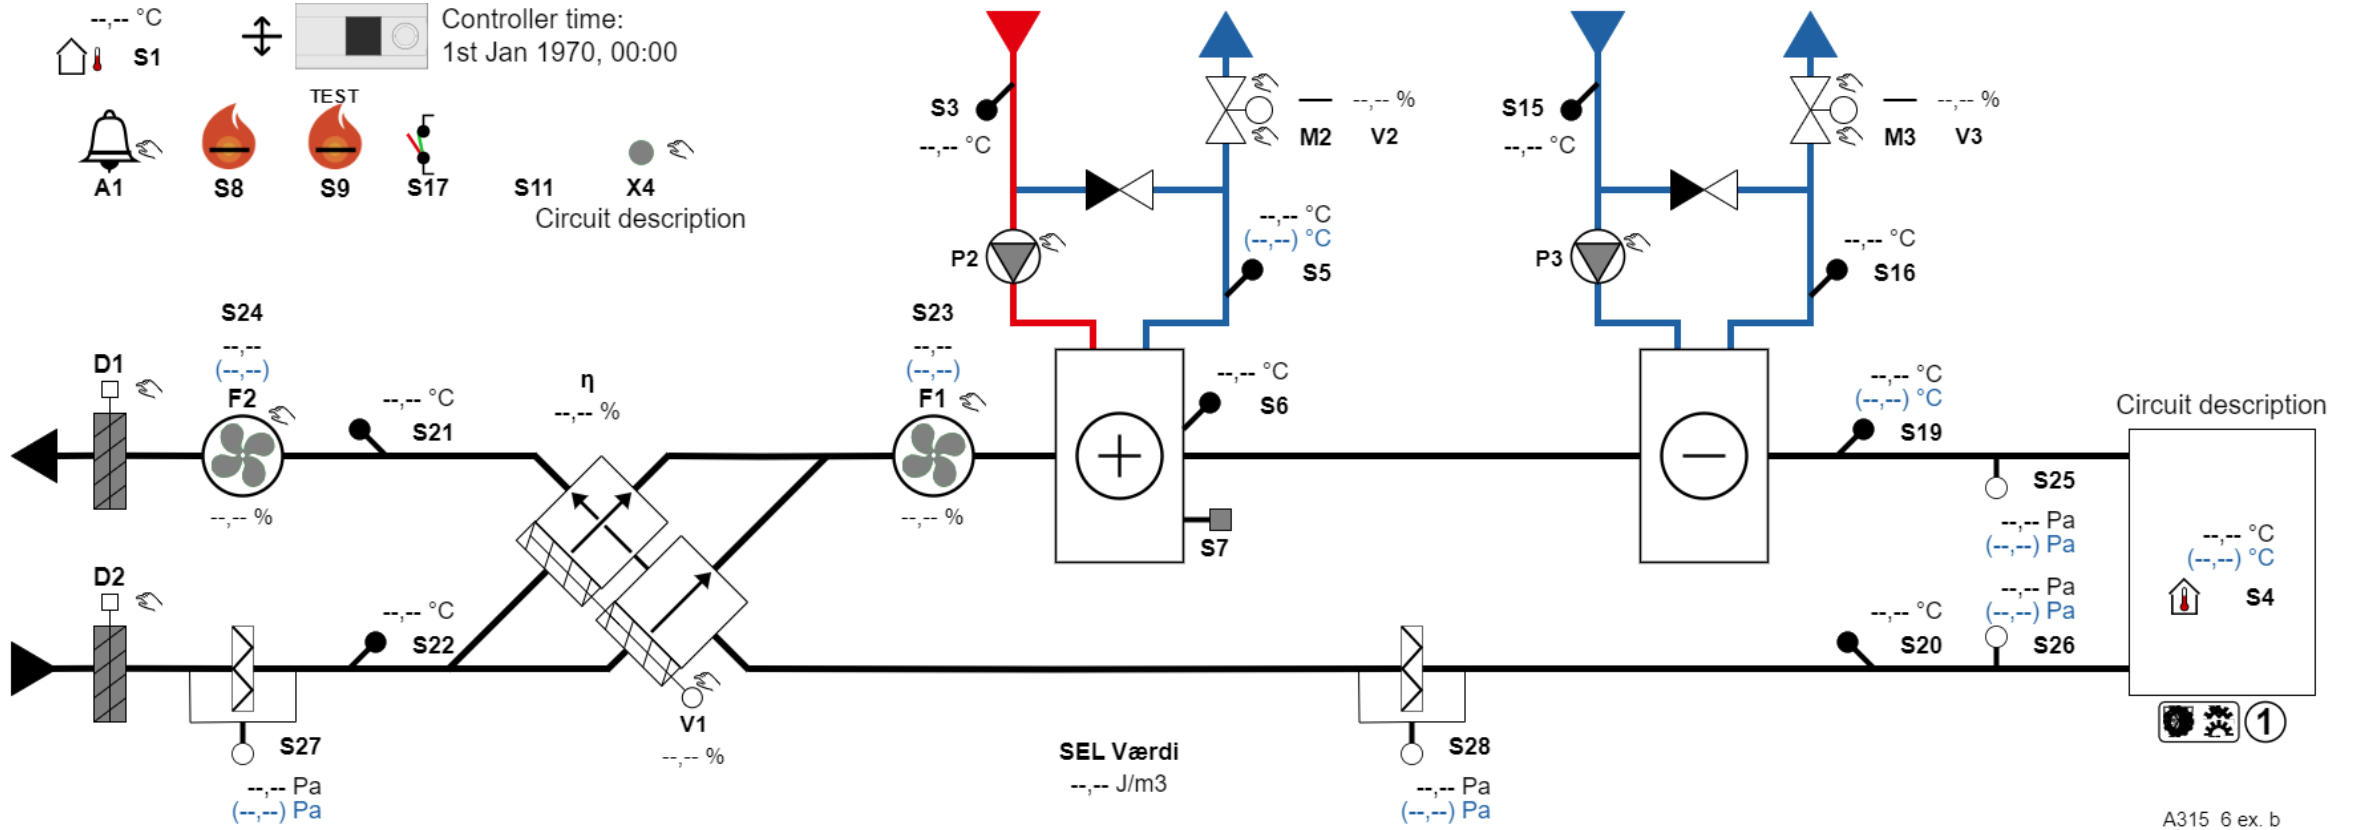 --,-- °C
S1
Controller time:
1st Jan 1970, 00:00
A1
S8
TEST
S9
S17
S11
X4
Circuit description
S3
--,-- °C
M2
--,-- %
V2
P2
--,-- °C
(--,--) °C
S5
S15
--,-- °C
M3
--,-- %
V3
P3
--,-- °C
S16
D1
S24
--,--
(--,--)
F2
--,-- %
--,-- °C
S21
η
--,-- %
S23
--,--
(--,--)
F1
--,-- %
--,-- °C
S6
S7
--,-- °C
(--,--) °C
S19
S25
--,-- Pa
(--,--) Pa
Circuit description
--,-- °C
(--,--) °C
S4
D2
--,-- °C
S22
S27
--,-- Pa
(--,--) Pa
V1
--,-- %
SEL Værdi
--,-- J/m3
S28
--,-- Pa
(--,--) Pa
--,-- °C
S20
--,-- Pa
(--,--) Pa
S26
1
A315 6 ex. b